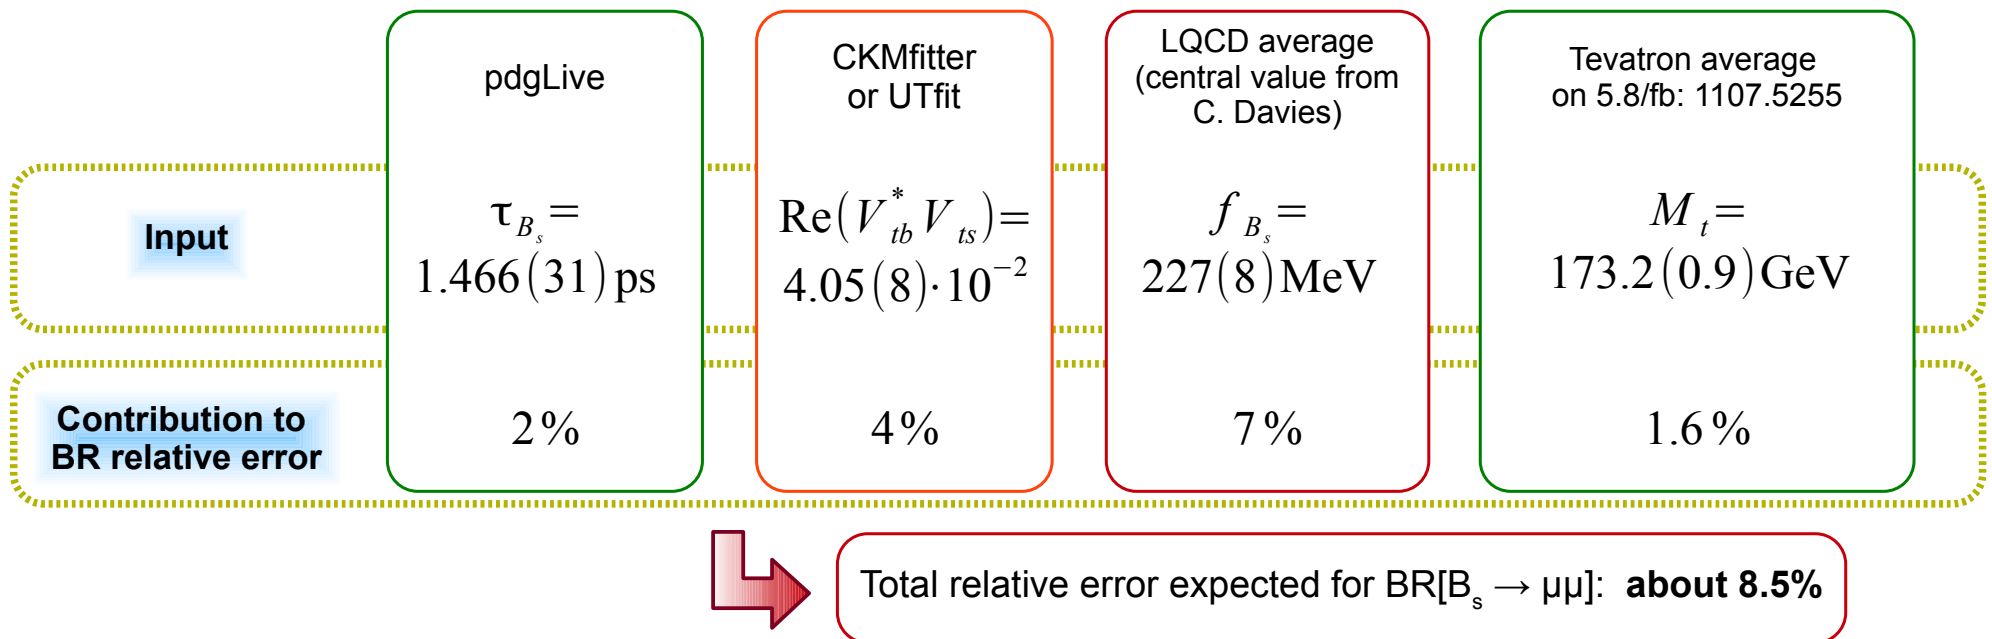 pdgLive
CKMfitter
or UTfit
LQCD average
(central value from
C. Davies)
Tevatron average
on 5.8/fb: 1107.5255
Input
τ_{B_s} =
1.466(31) ps
Re(V*_{tb} V_{ts}) =
4.05(8)·10^{−2}
f_{B_s} =
227(8) MeV
M_t =
173.2(0.9) GeV
Contribution to
BR relative error
2%
4%
7%
1.6%
Total relative error expected for BR[B_s → μμ]: about 8.5%